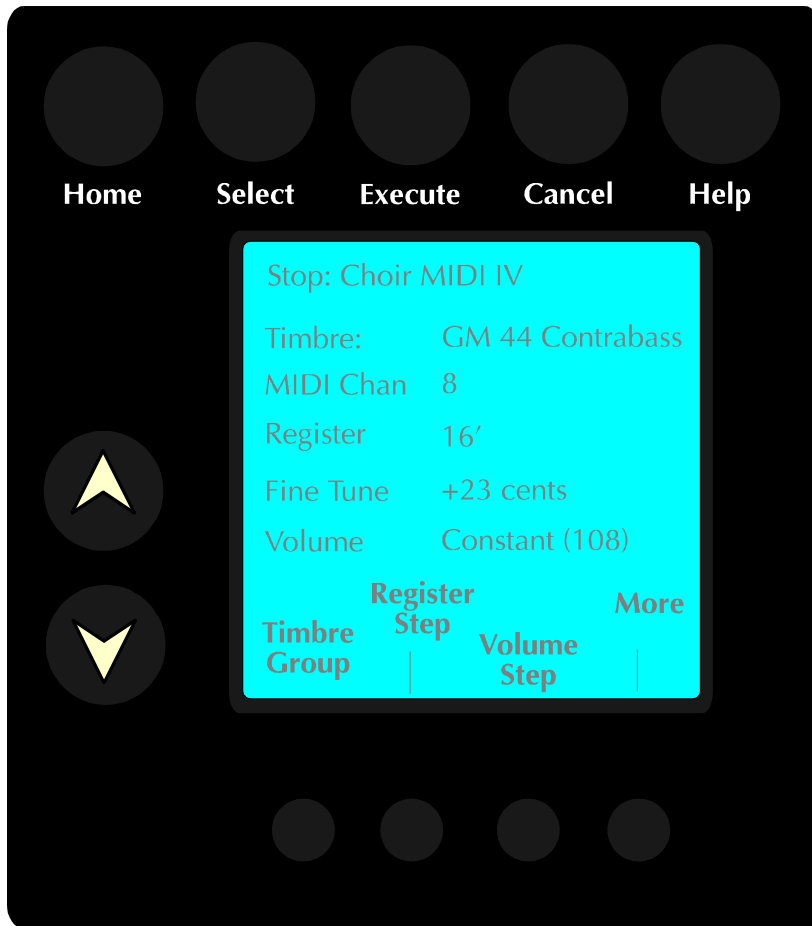 Home Select Execute Cancel Help
Stop: Choir MIDI IV
Timbre: GM 44 Contrabass
MIDI Chan 8
Register 16′
Fine Tune +23 cents
Volume Constant (108)
Timbre
Group
Register
Step
Volume
Step
More